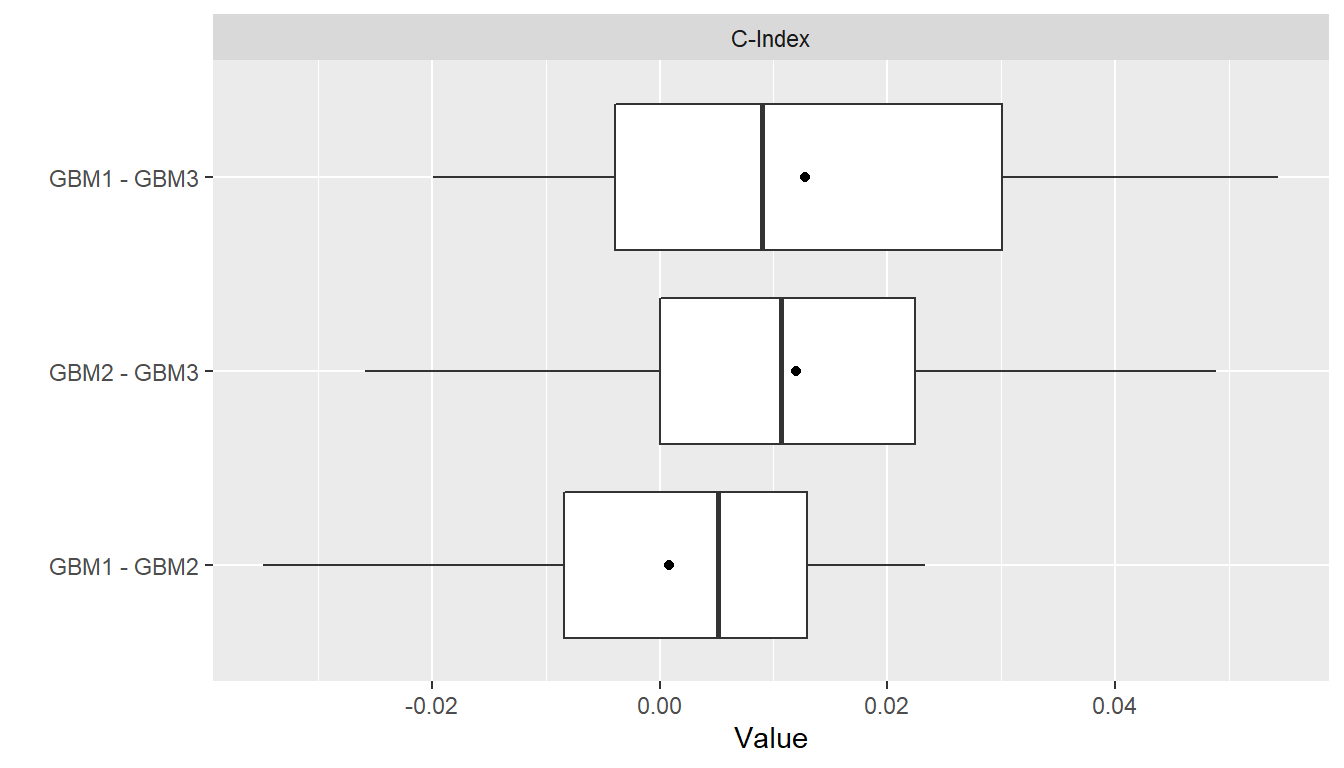 C-Index
GBM1 - GBM3
GBM2 - GBM3
GBM1 - GBM2
-0.02 0.00 0.02 0.04
Value